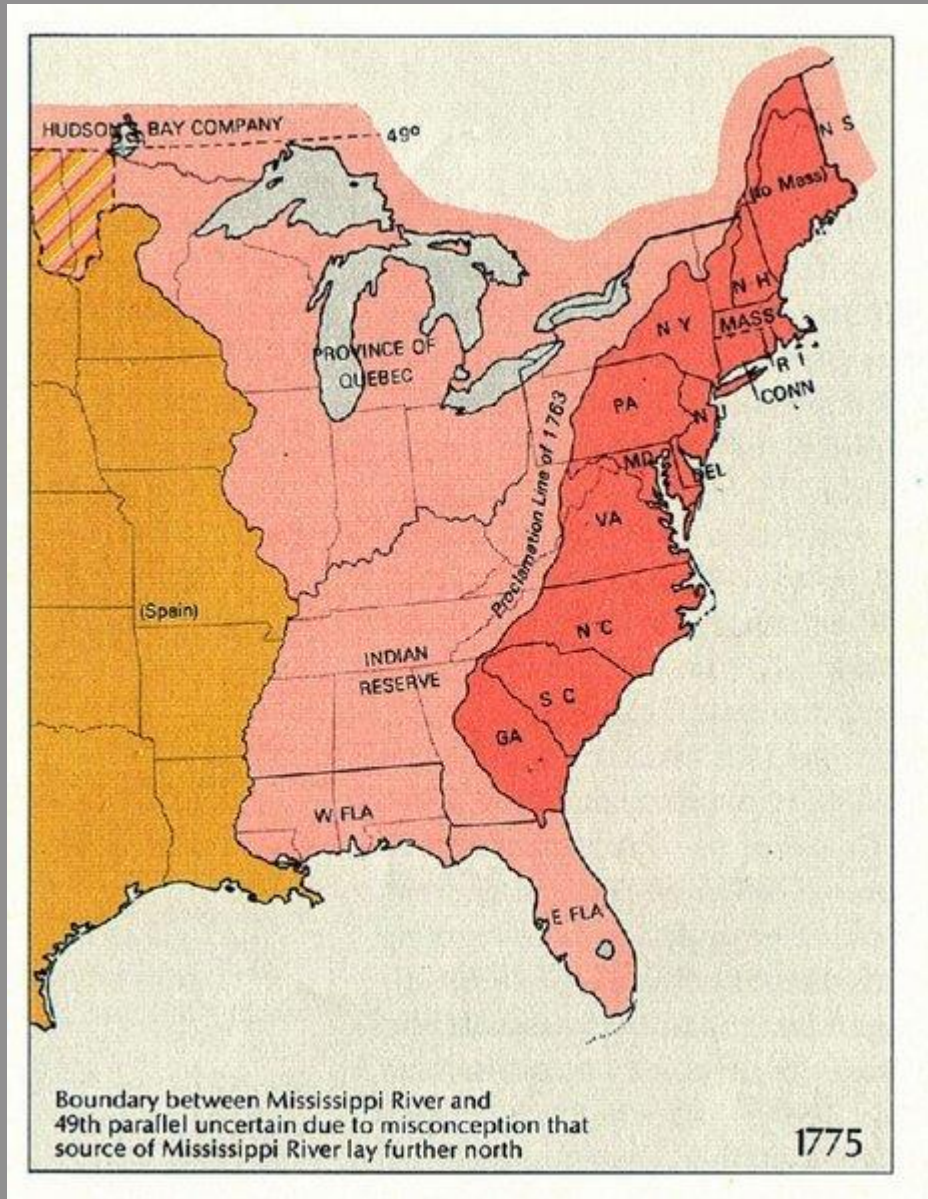 HUDSON'S BAY COMPANY
49°
N S
(to Mass)
N H
MASS
N Y
R I
CONN
PROVINCE OF
QUEBEC
PA
N J
MD
DEL
Proclamation Line of 1763
VA
(Spain)
N C
INDIAN
RESERVE
S C
GA
W FLA
E FLA
Boundary between Mississippi River and
49th parallel uncertain due to misconception that
source of Mississippi River lay further north
1775